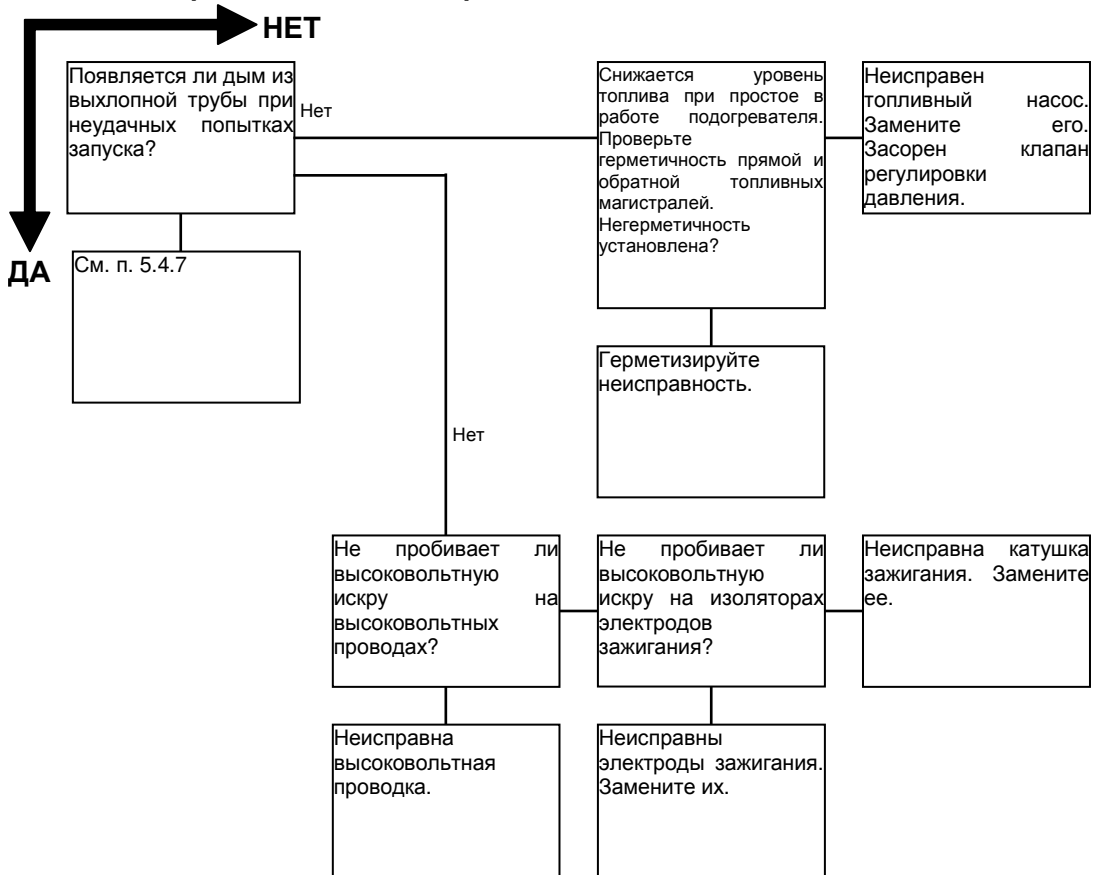 НЕТ
Появляется ли дым из
выхлопной трубы при
неудачных попытках
запуска?
Нет
Снижается уровень
топлива при простое в
работе подогревателя.
Проверьте
герметичность прямой и
обратной топливных
магистралей.
Негерметичность
установлена?
Неисправен
топливный насос.
Замените его.
Засорен клапан
регулировки
давления.
ДА
См. п. 5.4.7
Герметизируйте
неисправность.
Нет
Не пробивает ли
высоковольтную
искру на
высоковольтных
проводах?
Не пробивает ли
высоковольтную
искру на изоляторах
электродов
зажигания?
Неисправна катушка
зажигания. Замените
ее.
Неисправна
высоковольтная
проводка.
Неисправны
электроды зажигания.
Замените их.